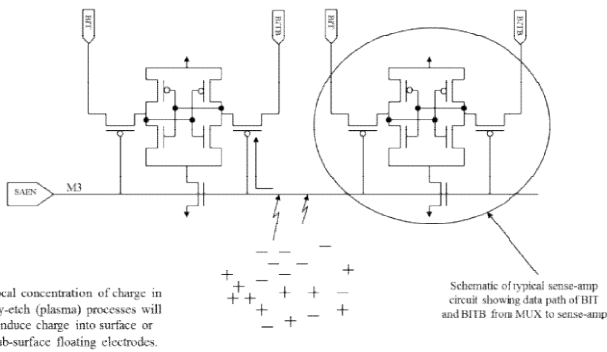 BIT
BITB
BIT
BITB
SAEN
M3
ocal concentration of charge in
y-etch (plasma) processes will
nduce charge into surface or
ub-surface floating electrodes.
Schematic of typical sense-amp
circuit showing data path of BIT
and BITB from MUX to sense-amp